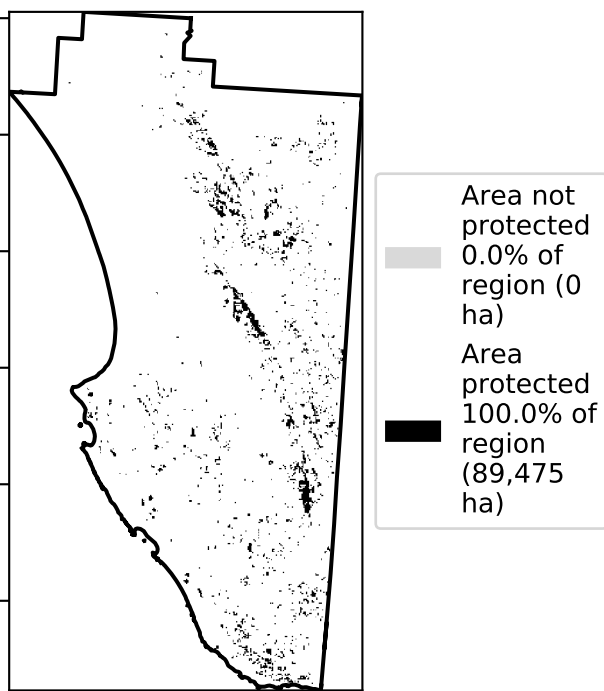 Area not
protected
0.0% of
region (0
ha)
Area
protected
100.0% of
region
(89,475
ha)